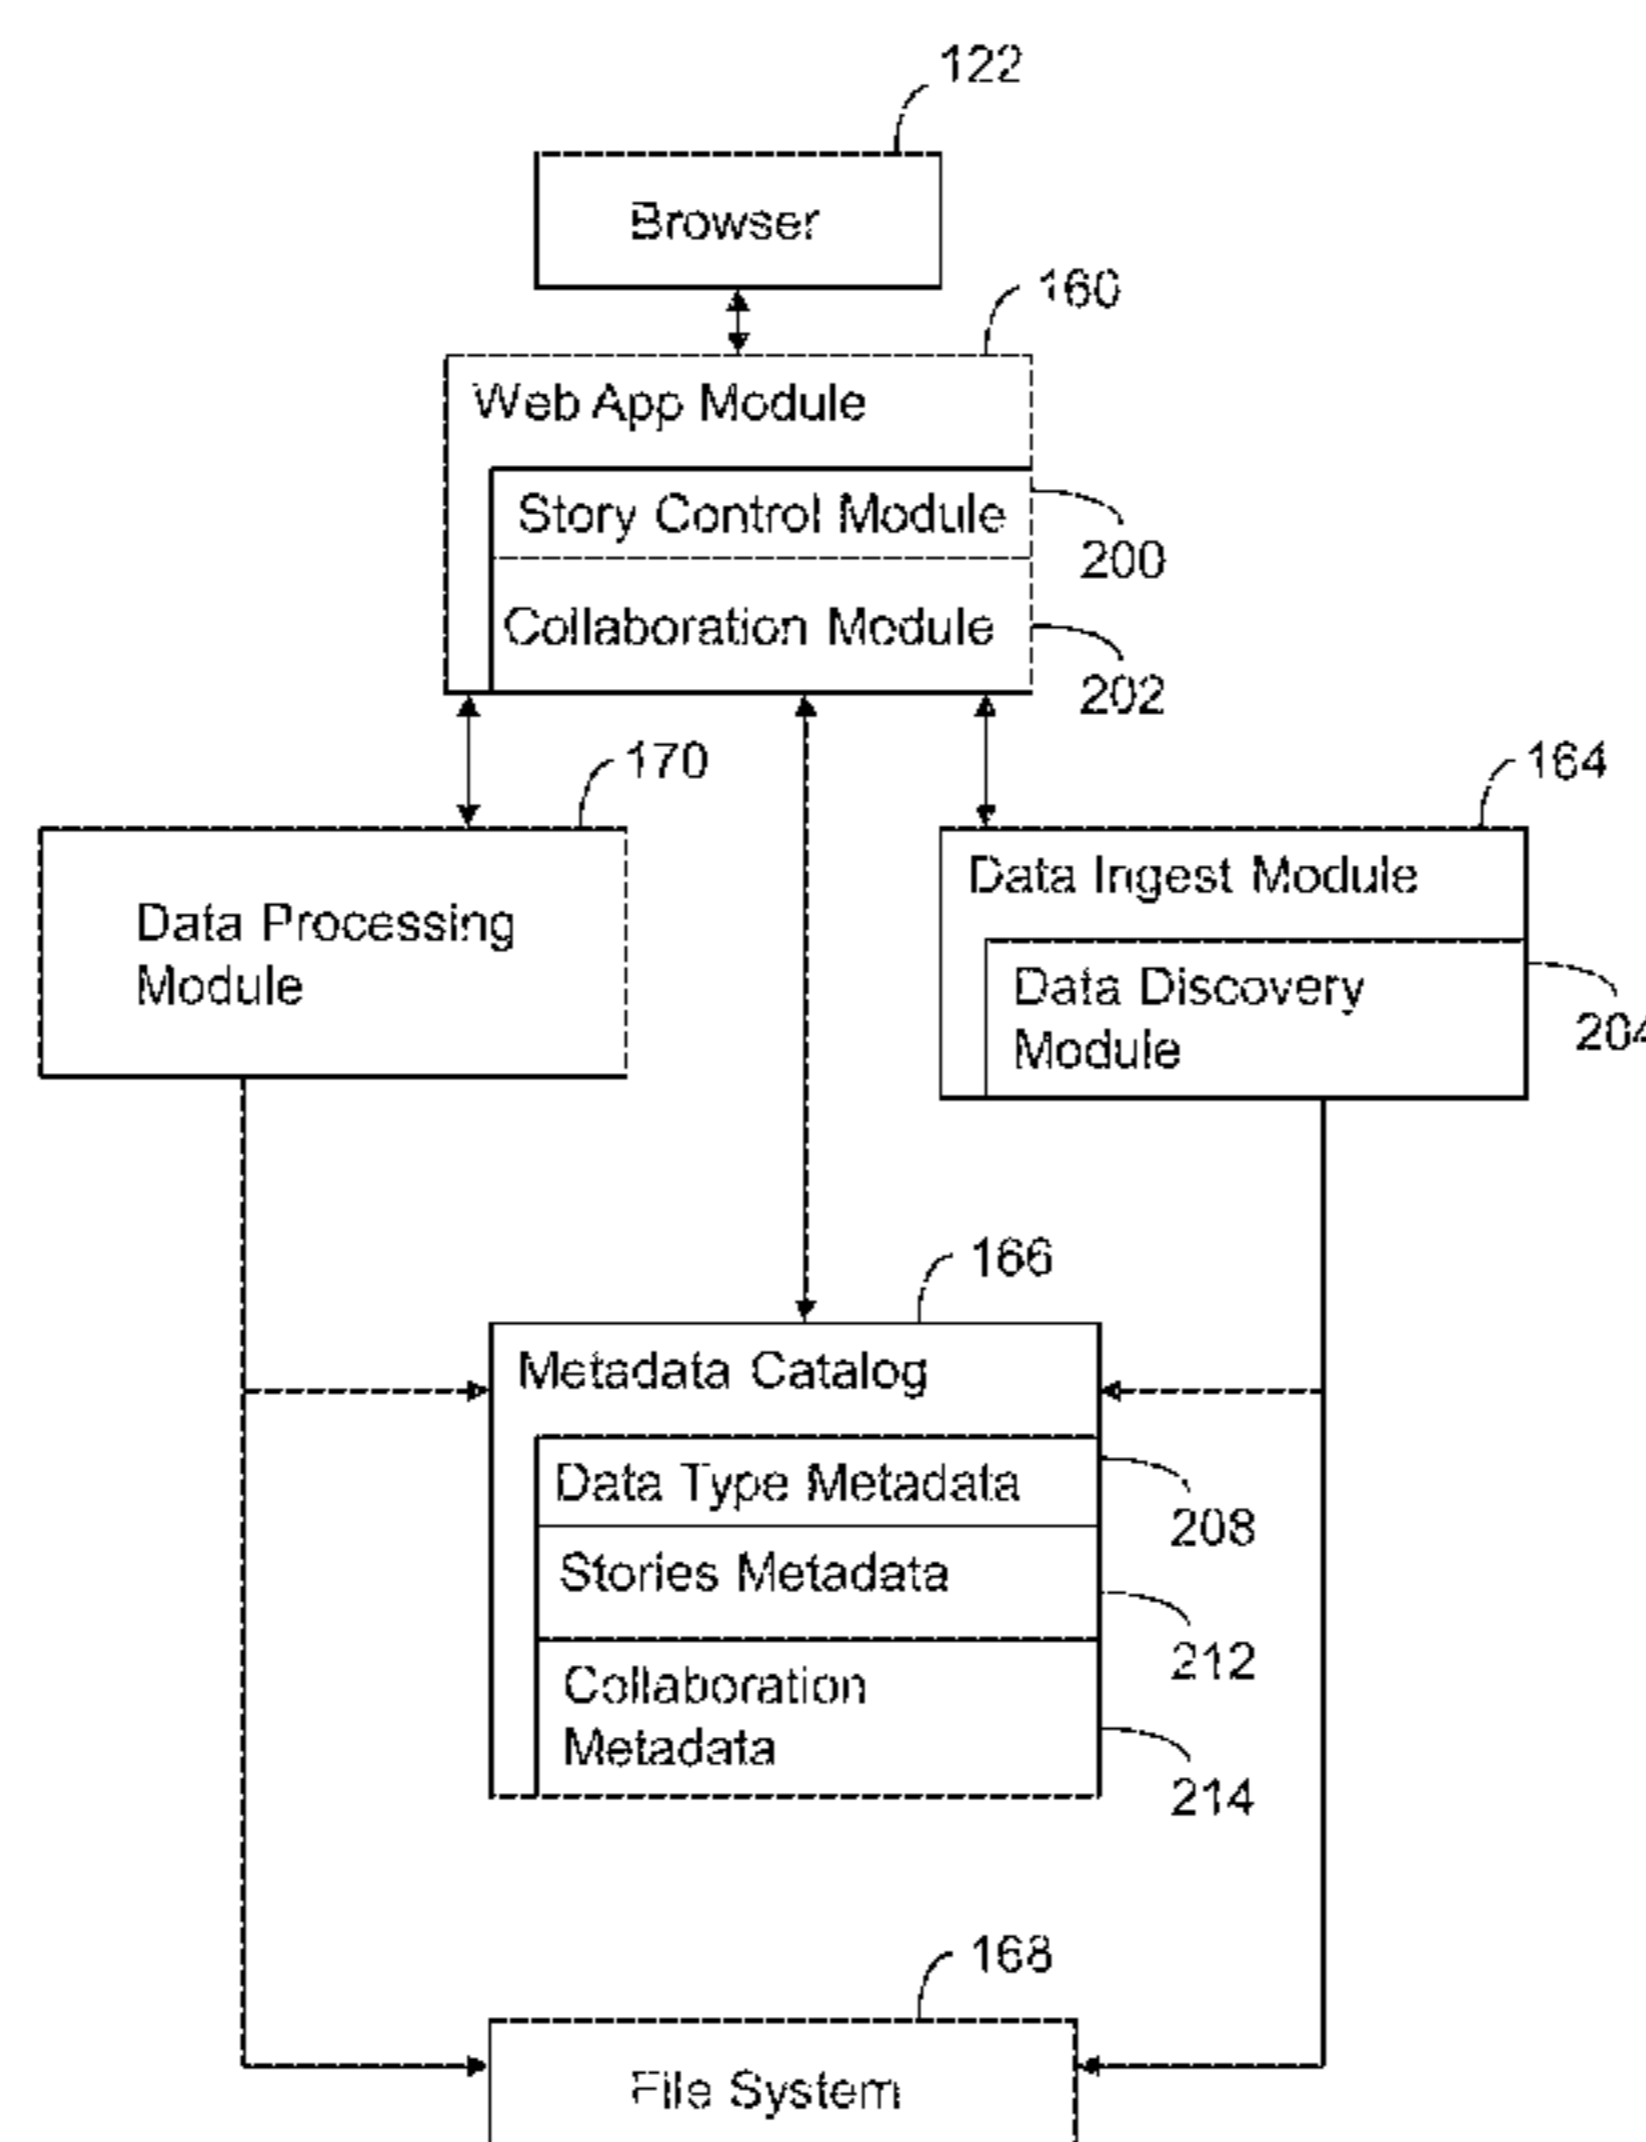 122
Browser
160
Web App Module
Story Control Module
200
Collaboration Module
202
170
164
Data Ingest Module
Data Processing
Module
Data Discovery
Module
204
166
Metadata Catalog
Data Type Metadata
208
Stories Metadata
212
Collaboration
Metadata
214
168
File System